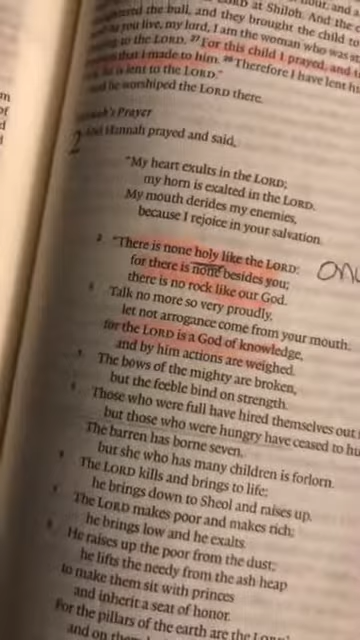 LORD at Shiloh. And the
the bull, and they brought the child to
you live, my lord, I am the woman who was
to the LORD. 27 For this child I prayed, and
that I made to him. 28 Therefore I have lent
is lent to the LORD."
he worshiped the LORD there.
Prayer
2 And Hannah prayed and said,
"My heart exults in the LORD;
my horn is exalted in the LORD.
My mouth derides my enemies,
because I rejoice in your salvation.
2 "There is none holy like the LORD:
for there is none besides you;
there is no rock like our God.
Talk no more so very proudly,
let not arrogance come from your mouth;
for the LORD is a God of knowledge,
and by him actions are weighed.
The bows of the mighty are broken,
but the feeble bind on strength.
Those who were full have hired themselves out
but those who were hungry have ceased to
The barren has borne seven,
but she who has many children is forlorn.
The LORD kills and brings to life;
he brings down to Sheol and raises up.
The LORD makes poor and makes rich;
he brings low and he exalts.
He raises up the poor from the dust;
he lifts the needy from the ash heap
to make them sit with princes
and inherit a seat of honor.
For the pillars of the earth are the
and on